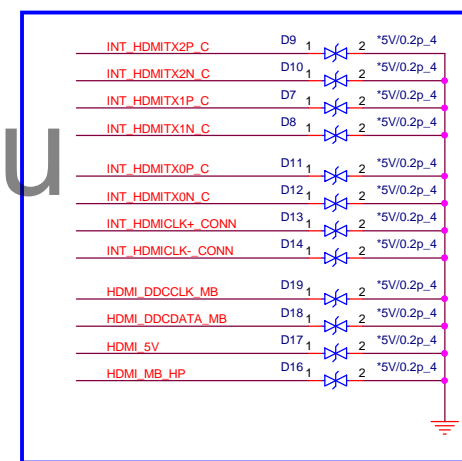 INT_HDMITX2P_C D9 1 2 *5V/0.2p_4
INT_HDMITX2N_C D10 1 2 *5V/0.2p_4
INT_HDMITX1P_C D7 1 2 *5V/0.2p_4
INT_HDMITX1N_C D8 1 2 *5V/0.2p_4
u
INT_HDMITX0P_C D11 1 2 *5V/0.2p_4
INT_HDMITX0N_C D12 1 2 *5V/0.2p_4
INT_HDMICLK+_CONN D13 1 2 *5V/0.2p_4
INT_HDMICLK-_CONN D14 1 2 *5V/0.2p_4
HDMI_DDCCLK_MB D19 1 2 *5V/0.2p_4
HDMI_DDCDATA_MB D18 1 2 *5V/0.2p_4
HDMI_5V D17 1 2 *5V/0.2p_4
HDMI_MB_HP D16 1 2 *5V/0.2p_4